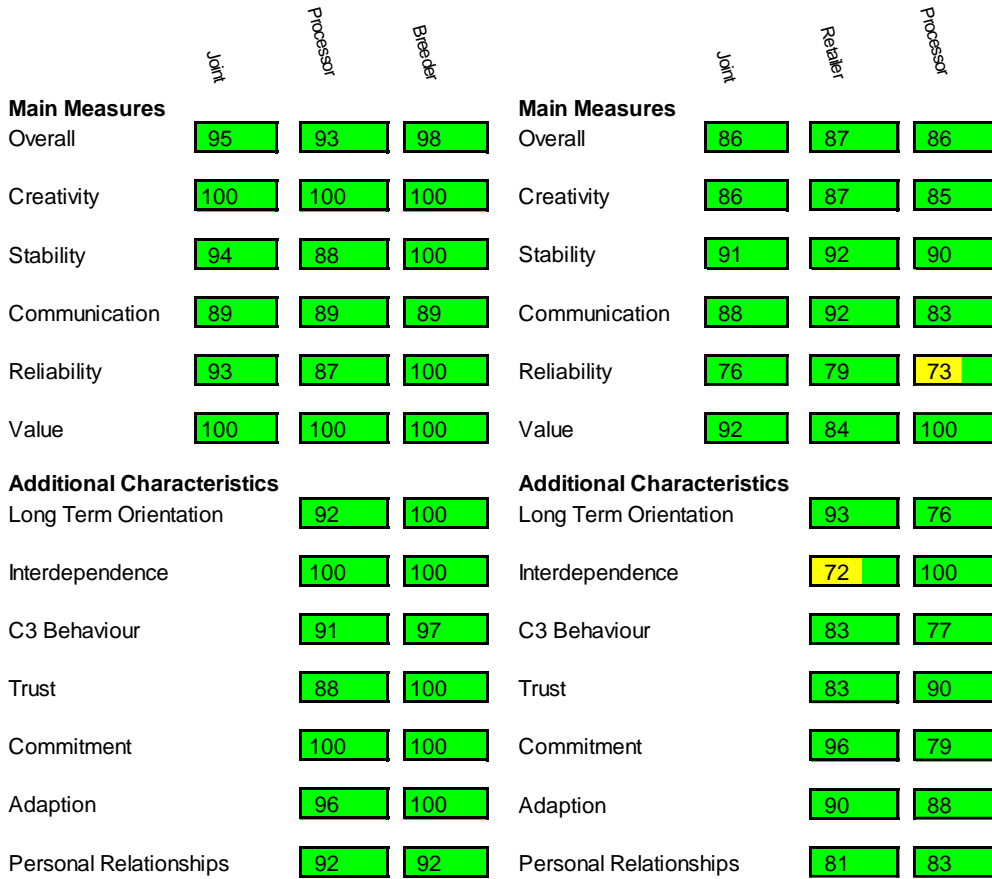 Joint Processor Breeder Joint Retailer Processor
Main Measures Main Measures
Overall 95 93 98 Overall 86 87 86
Creativity 100 100 100 Creativity 86 87 85
Stability 94 88 100 Stability 91 92 90
Communication 89 89 89 Communication 88 92 83
Reliability 93 87 100 Reliability 76 79 73
Value 100 100 100 Value 92 84 100
Additional Characteristics Additional Characteristics
Long Term Orientation 92 100 Long Term Orientation 93 76
Interdependence 100 100 Interdependence 72 100
C3 Behaviour 91 97 C3 Behaviour 83 77
Trust 88 100 Trust 83 90
Commitment 100 100 Commitment 96 79
Adaption 96 100 Adaption 90 88
Personal Relationships 92 92 Personal Relationships 81 83